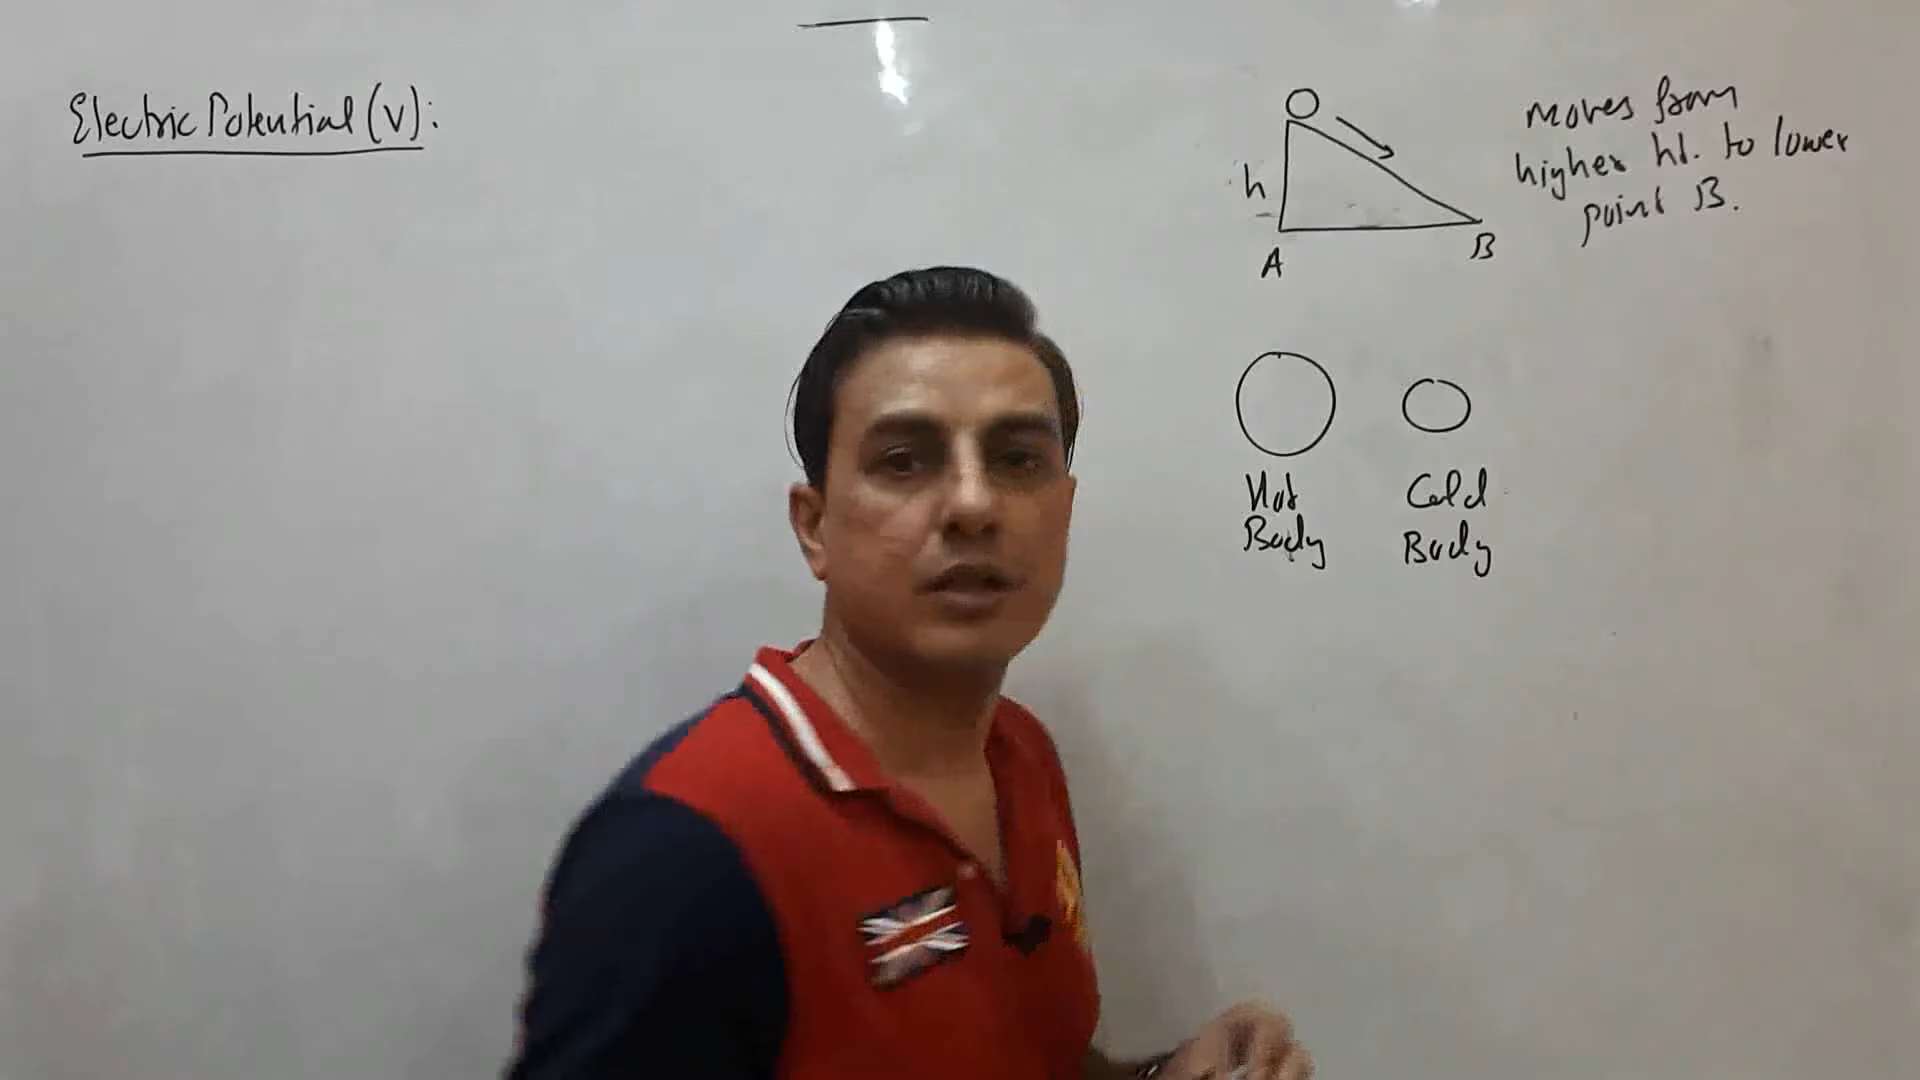 Electric Potential (V):
moves from
higher ht. to lower
point B.
h
A
B
Hot
Body
Cold
Body